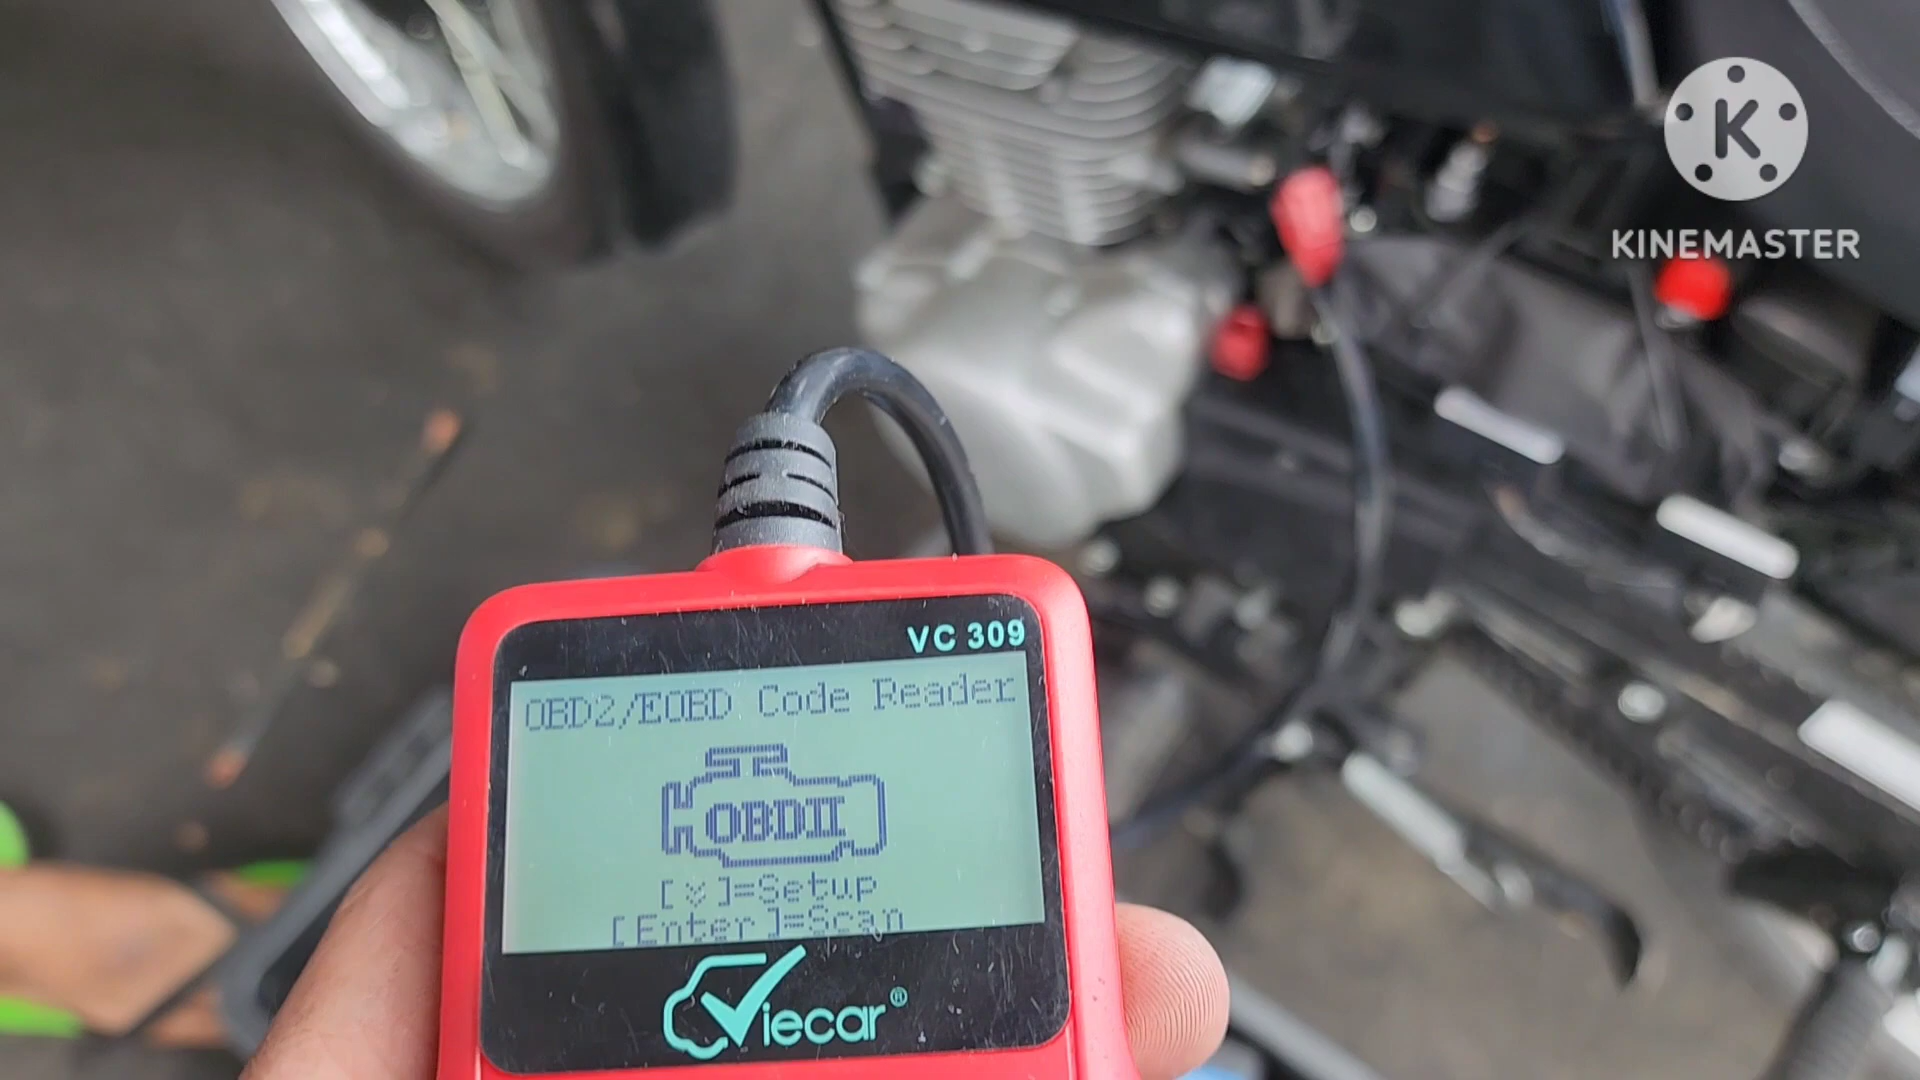 K
KINEMASTER
VC 309
OBD2/EOBD Code Reader
OBDII
[×]=Setup
[Enter]=Scan
Viecar®